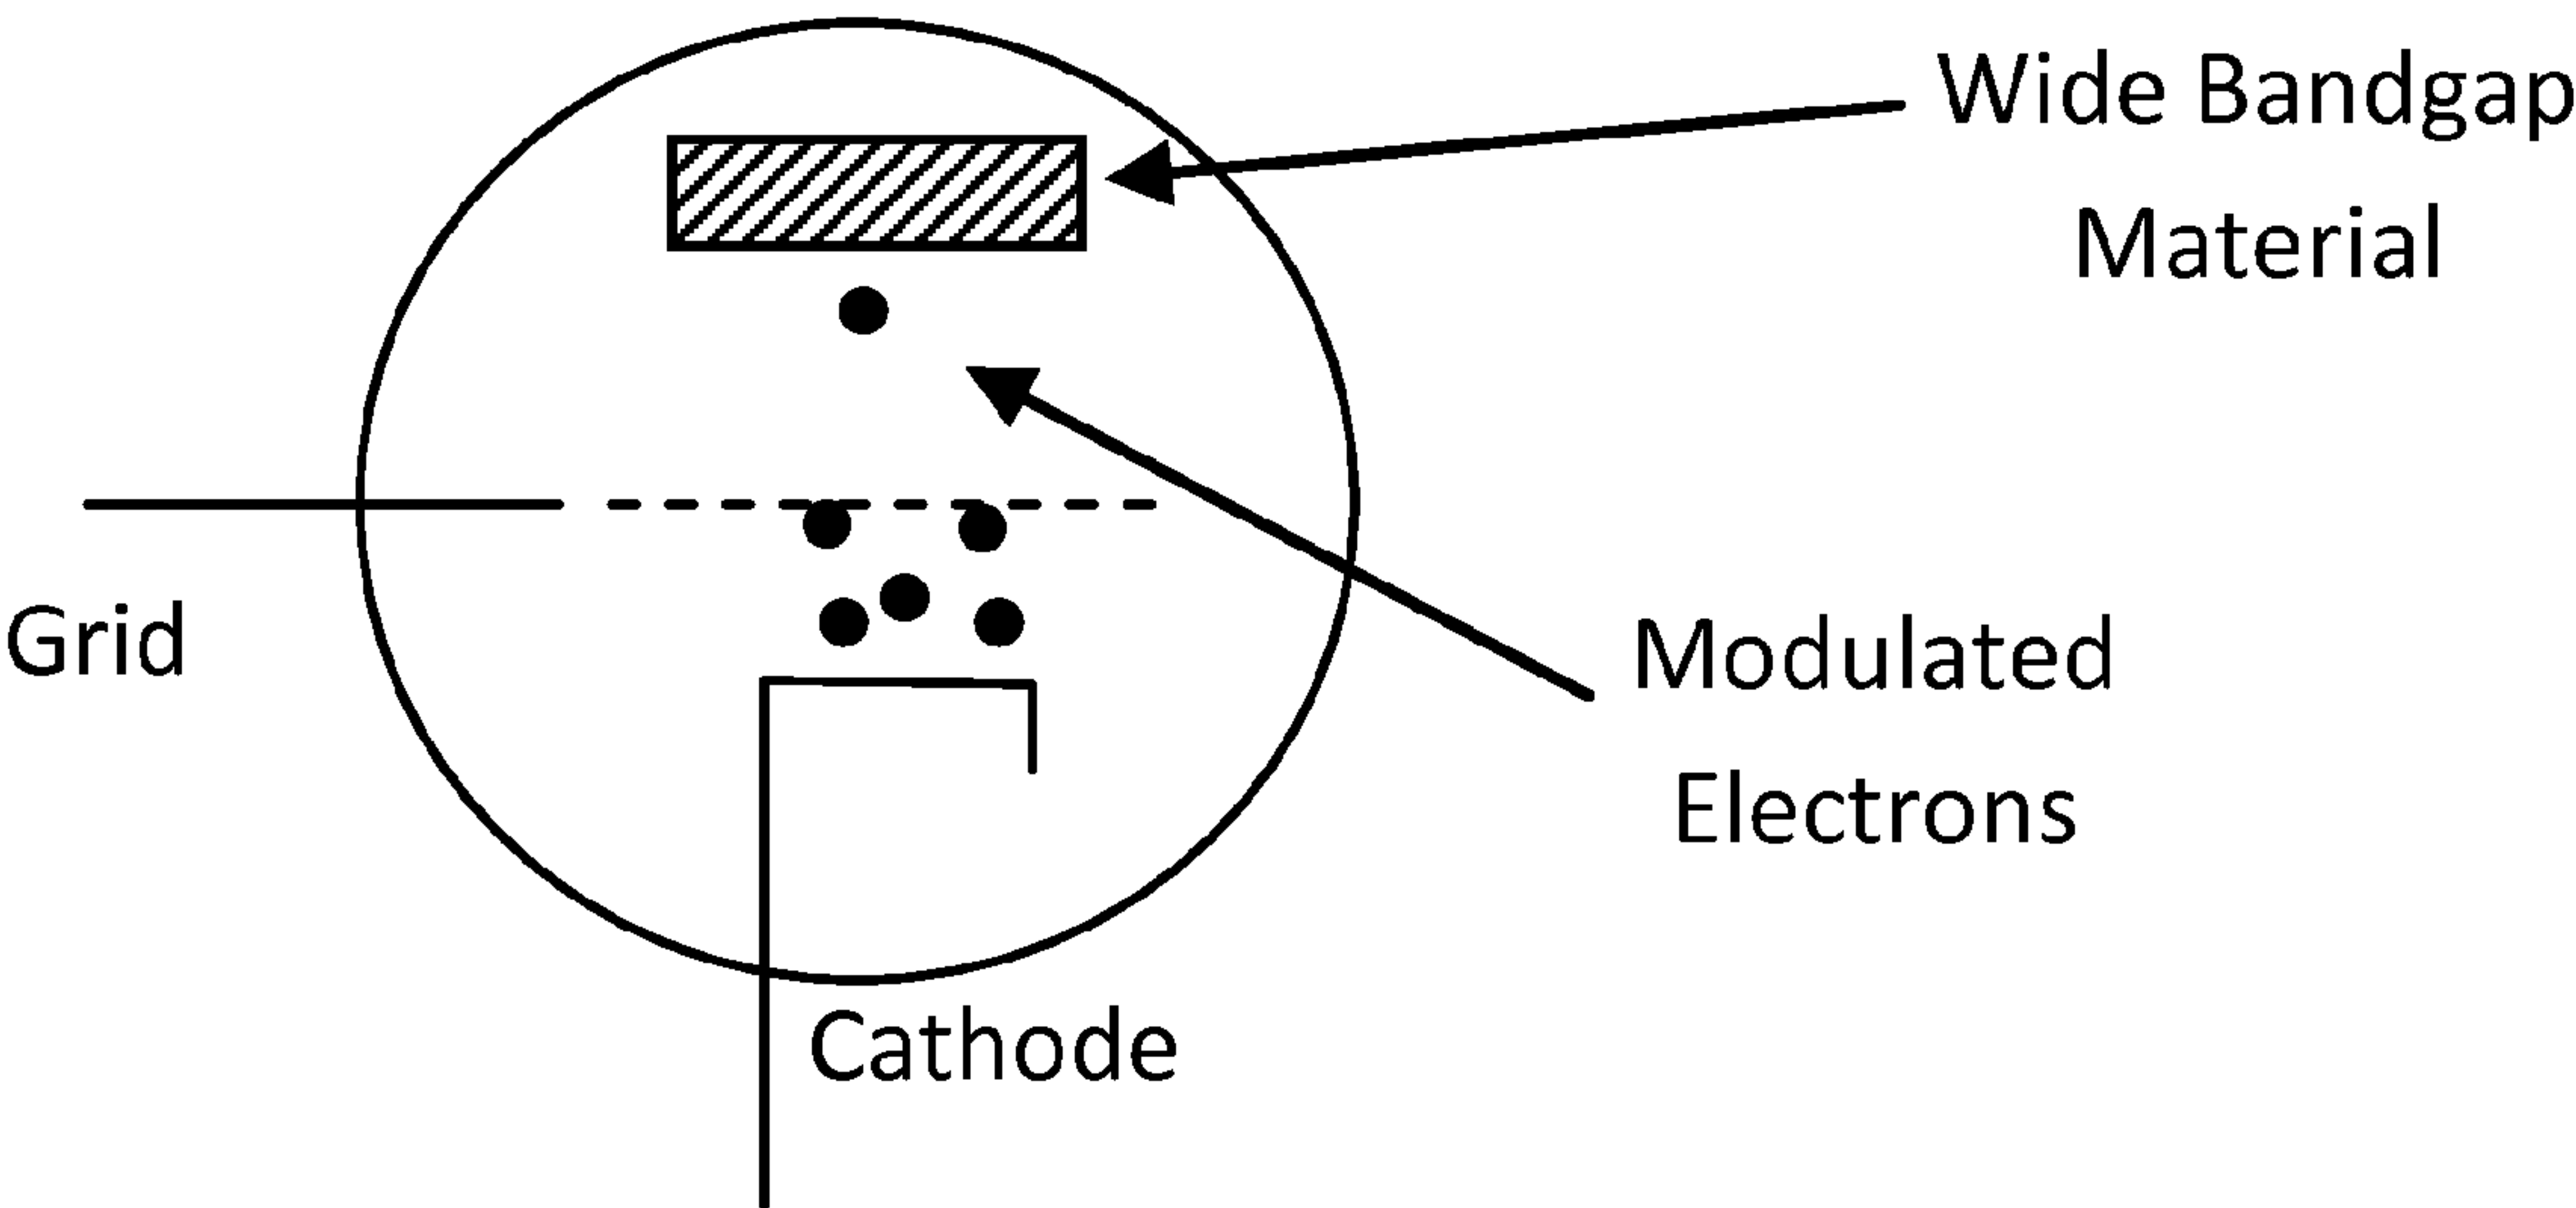 Wide Bandgap
Material
Grid
Modulated
Electrons
Cathode